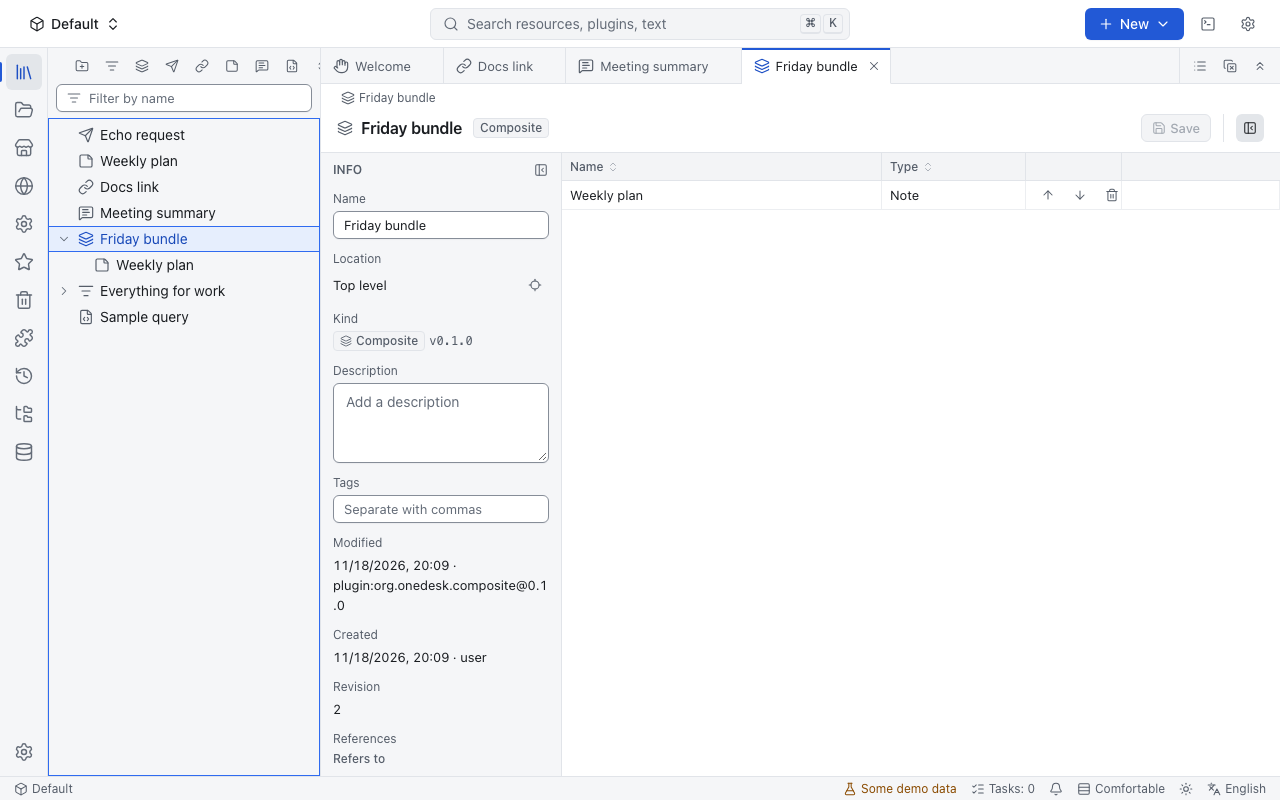 Default
Search resources, plugins, text
⌘ K
New
Welcome
Docs link
Meeting summary
Friday bundle
Filter by name
Echo request
Weekly plan
Docs link
Meeting summary
Friday bundle
Weekly plan
Everything for work
Sample query
Friday bundle
Friday bundle
Composite
Save
INFO
Name
Friday bundle
Location
Top level
Kind
Composite v0.1.0
Description
Add a description
Tags
Separate with commas
Modified
11/18/2026, 20:09 ·
plugin:org.onedesk.composite@0.1
.0
Created
11/18/2026, 20:09 · user
Revision
2
References
Refers to
Name Type
Weekly plan Note
Default
Some demo data
Tasks: 0
Comfortable
English